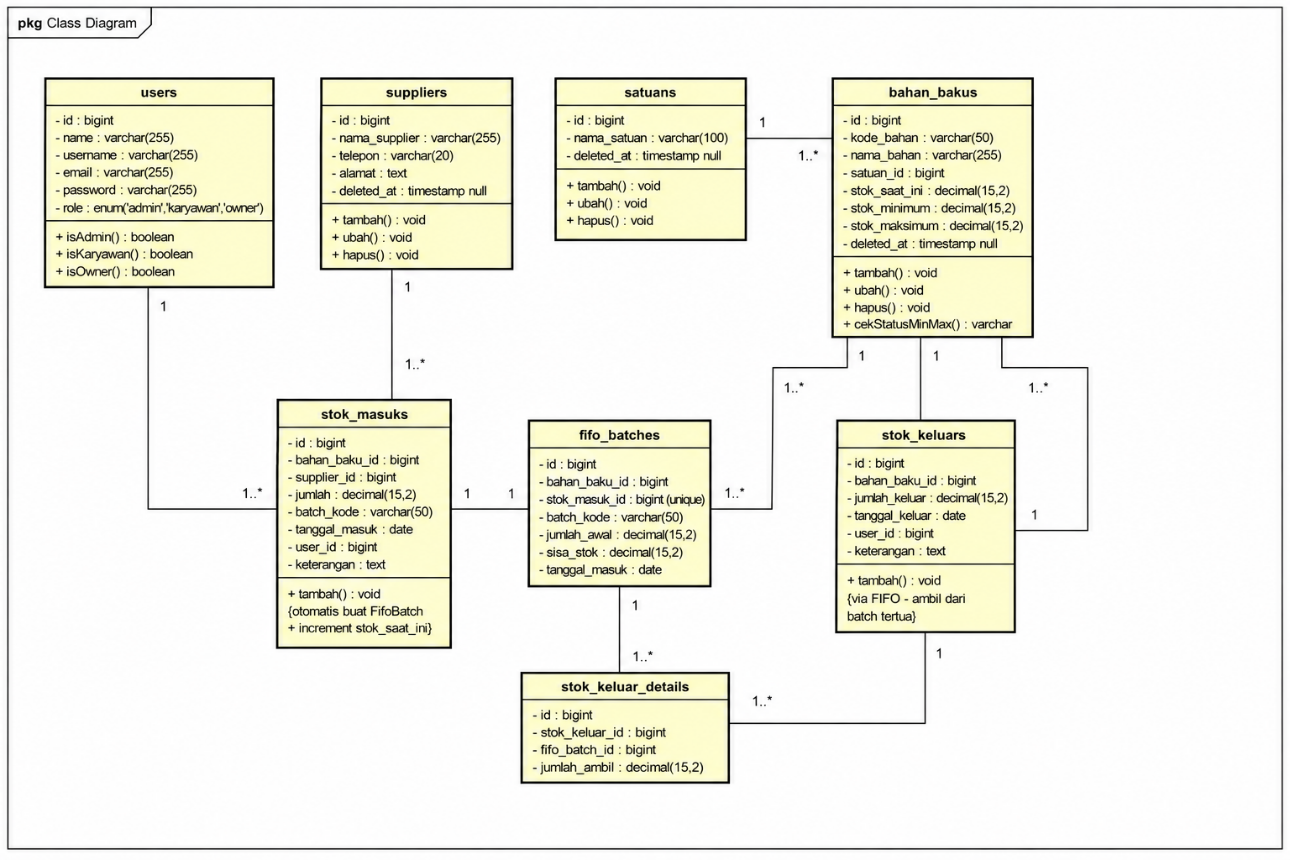 pkg Class Diagram
users
- id : bigint
- name : varchar(255)
- username : varchar(255)
- email : varchar(255)
- password : varchar(255)
- role : enum('admin','karyawan','owner')
+ isAdmin() : boolean
+ isKaryawan() : boolean
+ isOwner() : boolean
1
1..*
suppliers
- id : bigint
- nama_supplier : varchar(255)
- telepon : varchar(20)
- alamat : text
- deleted_at : timestamp null
+ tambah() : void
+ ubah() : void
+ hapus() : void
1
1..*
satuans
- id : bigint
- nama_satuan : varchar(100)
- deleted_at : timestamp null
+ tambah() : void
+ ubah() : void
+ hapus() : void
1
1..*
bahan_bakus
- id : bigint
- kode_bahan : varchar(50)
- nama_bahan : varchar(255)
- satuan_id : bigint
- stok_saat_ini : decimal(15,2)
- stok_minimum : decimal(15,2)
- stok_maksimum : decimal(15,2)
- deleted_at : timestamp null
+ tambah() : void
+ ubah() : void
+ hapus() : void
+ cekStatusMinMax() : varchar
1
1
1..*
1..*
stok_masuks
- id : bigint
- bahan_baku_id : bigint
- supplier_id : bigint
- jumlah : decimal(15,2)
- batch_kode : varchar(50)
- tanggal_masuk : date
- user_id : bigint
- keterangan : text
+ tambah() : void
{otomatis buat FifoBatch
+ increment stok_saat_ini}
1
1
fifo_batches
- id : bigint
- bahan_baku_id : bigint
- stok_masuk_id : bigint (unique)
- batch_kode : varchar(50)
- jumlah_awal : decimal(15,2)
- sisa_stok : decimal(15,2)
- tanggal_masuk : date
1..*
1
1..*
stok_keluars
- id : bigint
- bahan_baku_id : bigint
- jumlah_keluar : decimal(15,2)
- tanggal_keluar : date
- user_id : bigint
- keterangan : text
+ tambah() : void
{via FIFO - ambil dari
batch tertua}
1
1
1..*
stok_keluar_details
- id : bigint
- stok_keluar_id : bigint
- fifo_batch_id : bigint
- jumlah_ambil : decimal(15,2)